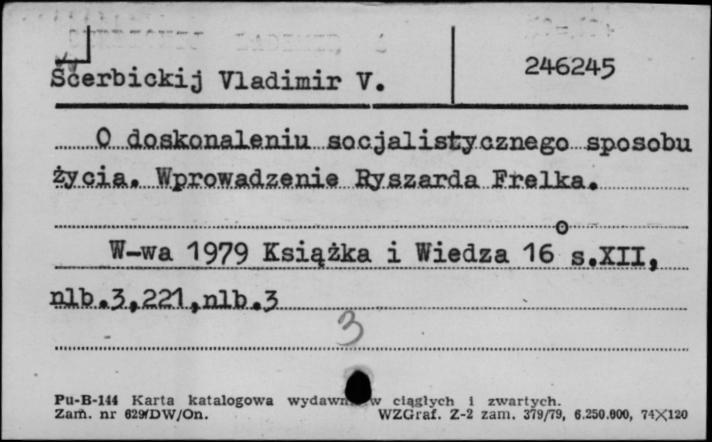 Ščerbickij Vladimir V.
246245
O doskonaleniu socjalistycznego sposobu
życia. Wprowadzenie Ryszarda Frelka.
W-wa 1979 Książka i Wiedza 16° s.XII,
nlb.3,221,nlb.3
3
Pu-B-144 Karta katalogowa w ciągłych i zwartych.
Zam. nr 629/DW/On. WZGraf. Z-2 zam. 379/79, 6.250.000, 74×120